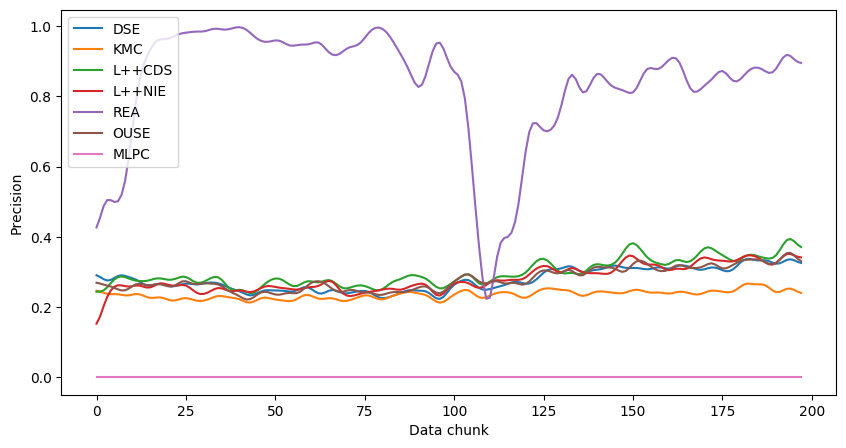 1.0
0.8
0.6
0.4
0.2
0.0
Precision
DSE
KMC
L++CDS
L++NIE
REA
OUSE
MLPC
0 25 50 75 100 125 150 175 200
Data chunk